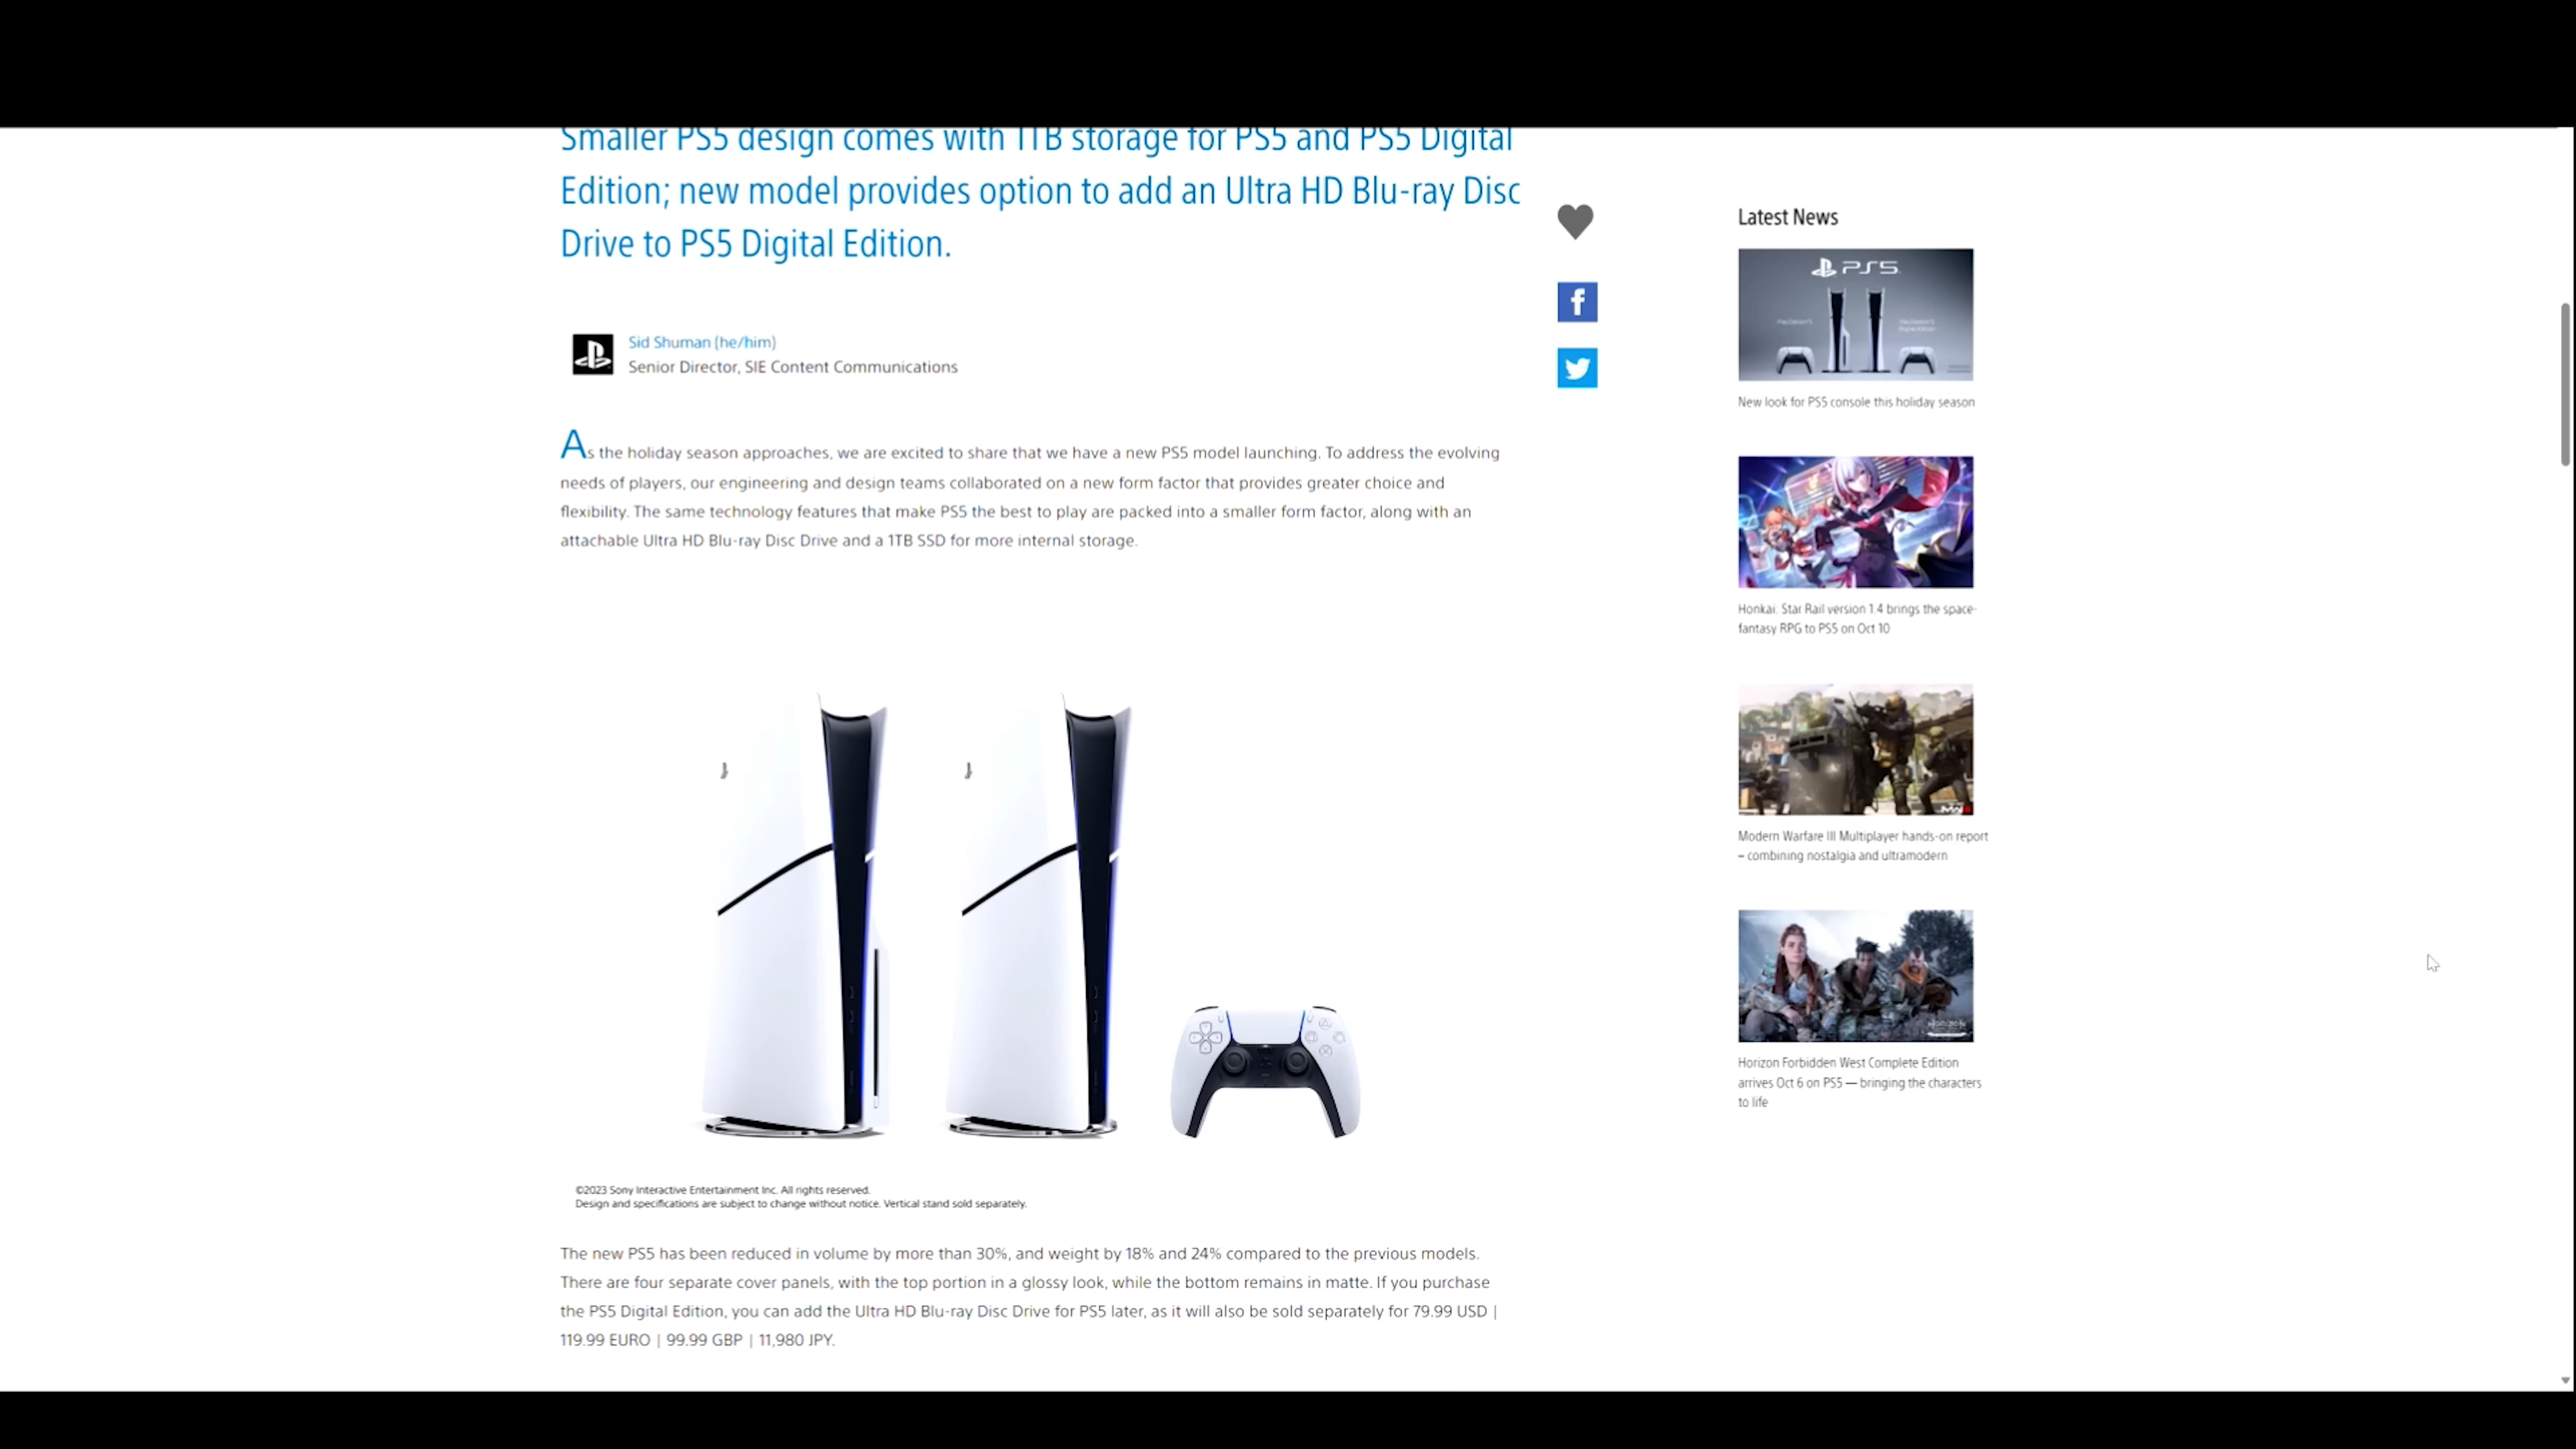 Smaller PS5 design comes with 1TB storage for PS5 and PS5 Digital
Edition; new model provides option to add an Ultra HD Blu-ray Disc
Drive to PS5 Digital Edition.
Sid Shuman (he/him)
Senior Director, SIE Content Communications
As the holiday season approaches, we are excited to share that we have a new PS5 model launching. To address the evolving
needs of players, our engineering and design teams collaborated on a new form factor that provides greater choice and
flexibility. The same technology features that make PS5 the best to play are packed into a smaller form factor, along with an
attachable Ultra HD Blu-ray Disc Drive and a 1TB SSD for more internal storage.
©2023 Sony Interactive Entertainment Inc. All rights reserved.
Design and specifications are subject to change without notice. Vertical stand sold separately.
The new PS5 has been reduced in volume by more than 30%, and weight by 18% and 24% compared to the previous models.
There are four separate cover panels, with the top portion in a glossy look, while the bottom remains in matte. If you purchase
the PS5 Digital Edition, you can add the Ultra HD Blu-ray Disc Drive for PS5 later, as it will also be sold separately for 79.99 USD |
119.99 EURO | 99.99 GBP | 11,980 JPY.
Latest News
PS5
New look for PS5 console this holiday season
Honkai: Star Rail version 1.4 brings the space-
fantasy RPG to PS5 on Oct 10
Modern Warfare III Multiplayer hands-on report
– combining nostalgia and ultramodern
Horizon Forbidden West Complete Edition
arrives Oct 6 on PS5 — bringing the characters
to life